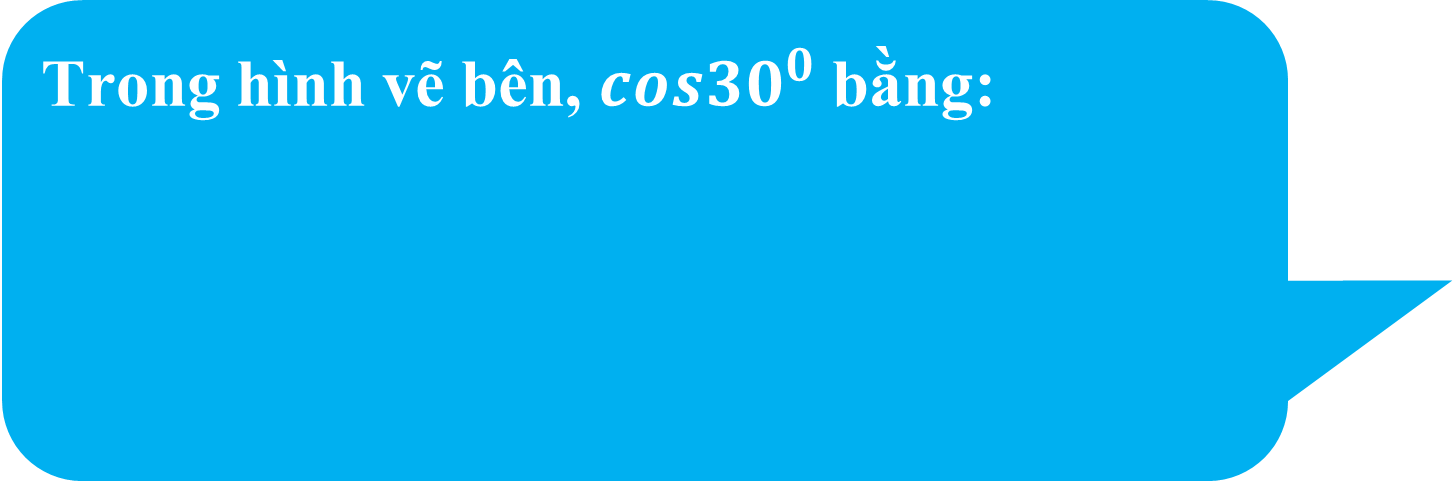 Trong hình vẽ bên, cos30⁰ bằng: